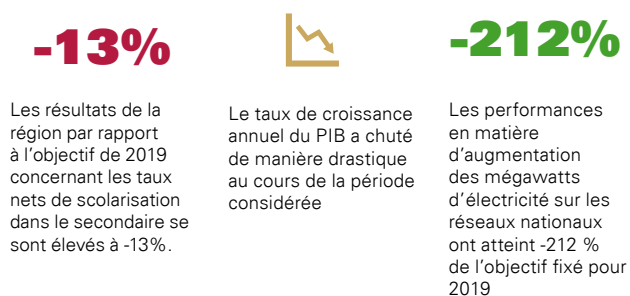 -13%
Les résultats de la
région par rapport
à l'objectif de 2019
concernant les taux
nets de scolarisation
dans le secondaire se
sont élevés à -13%.
Le taux de croissance
annuel du PIB a chuté
de manière drastique
au cours de la période
considérée
-212%
Les performances
en matière
d'augmentation
des mégawatts
d'électricité sur les
réseaux nationaux
ont atteint -212 %
de l'objectif fixé pour
2019